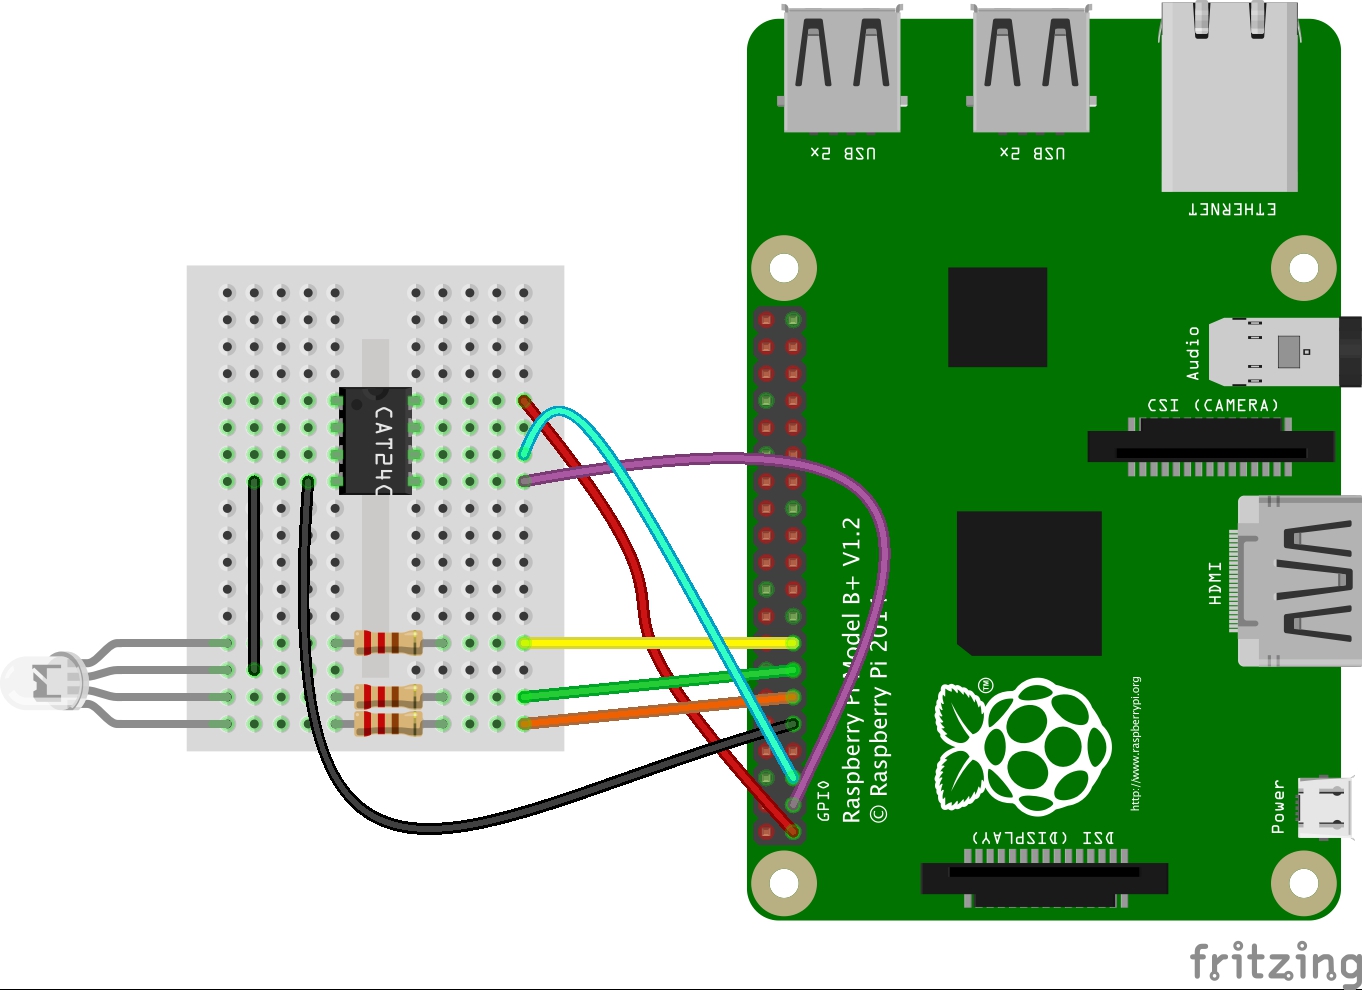 USB 2x
USB 2x
ETHERNET
Audio
CSI (CAMERA)
CAT24C
HDMI
Raspberry Pi Model B+ V1.2
© Raspberry Pi 2014
TM
http://www.raspberrypi.org
GPIO
Power
DSI (DISPLAY)
fritzing